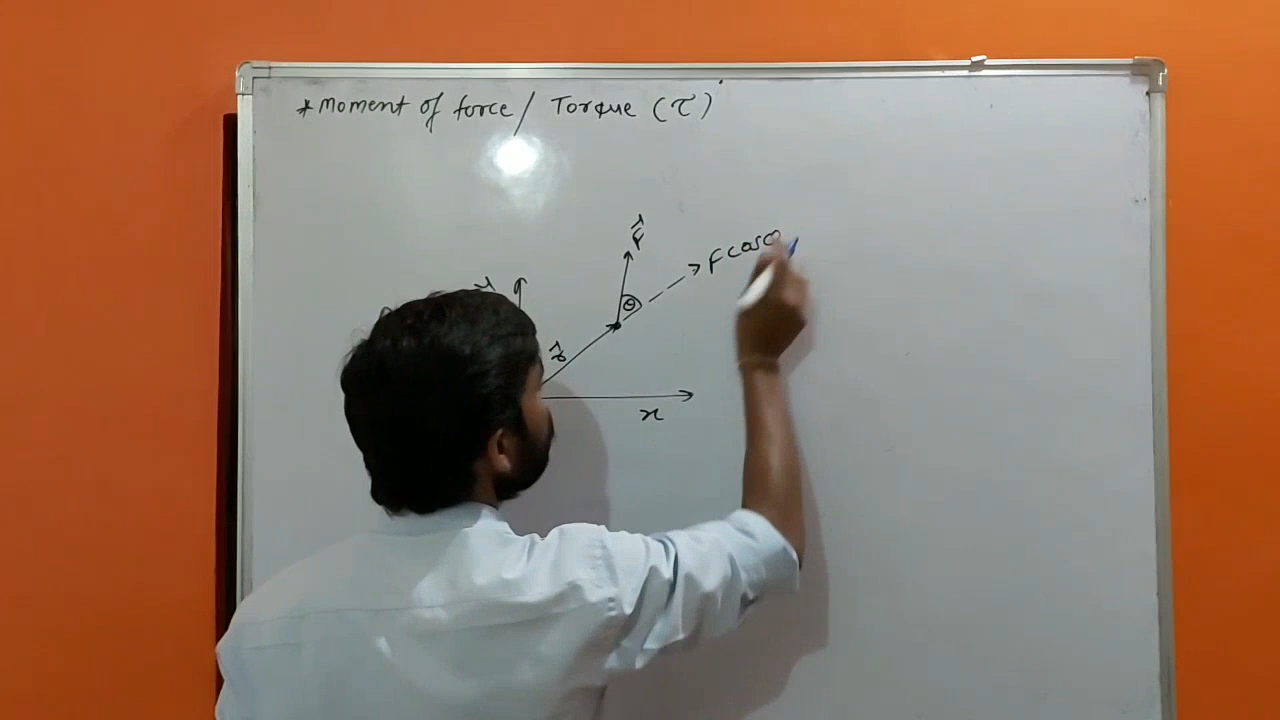 * Moment of force / Torque (τ)
F
F cosθ
y
θ
r
x